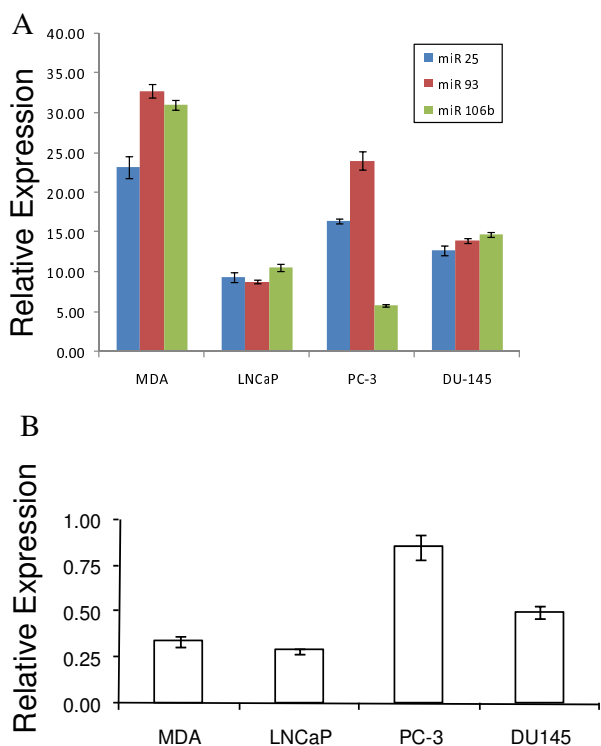 A
Relative Expression
40.00
35.00
30.00
25.00
20.00
15.00
10.00
5.00
0.00
miR 25
miR 93
miR 106b
MDA LNCaP PC-3 DU-145
B
Relative Expression
1.00
0.75
0.50
0.25
0.00
MDA LNCaP PC-3 DU145